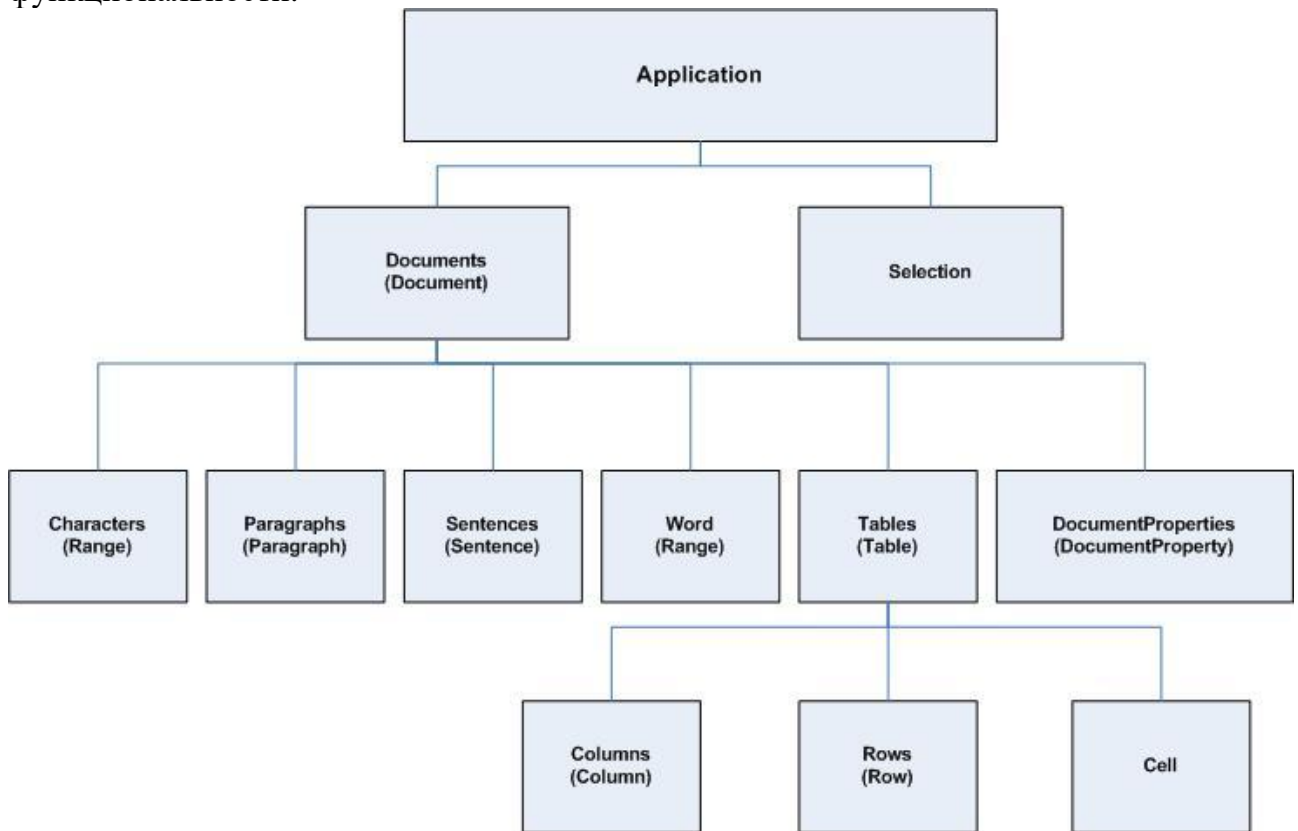 функциональности.
Application
Documents
(Document)
Selection
Characters
(Range)
Paragraphs
(Paragraph)
Sentences
(Sentence)
Word
(Range)
Tables
(Table)
DocumentProperties
(DocumentProperty)
Columns
(Column)
Rows
(Row)
Cell